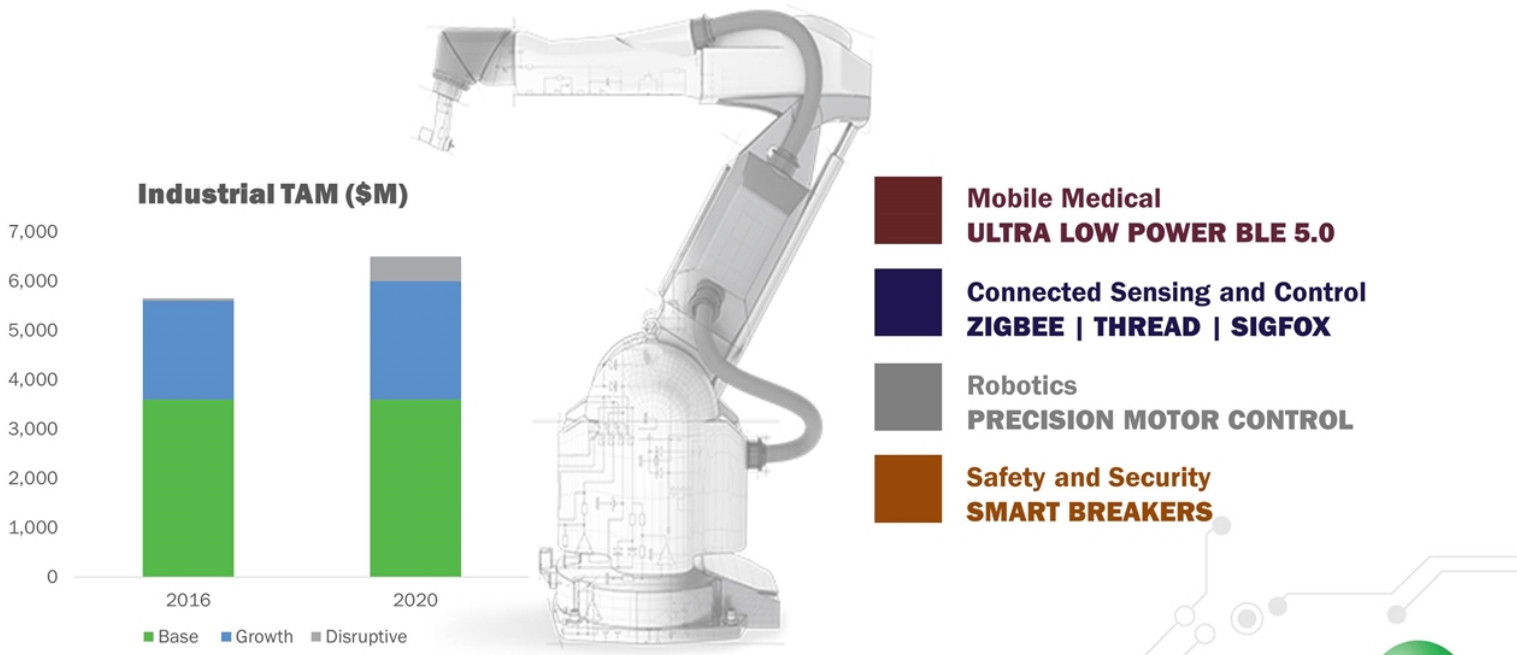 Industrial TAM ($M)
7,000
6,000
5,000
4,000
3,000
2,000
1,000
0
2016 2020
Base Growth Disruptive
Mobile Medical
ULTRA LOW POWER BLE 5.0
Connected Sensing and Control
ZIGBEE | THREAD | SIGFOX
Robotics
PRECISION MOTOR CONTROL
Safety and Security
SMART BREAKERS